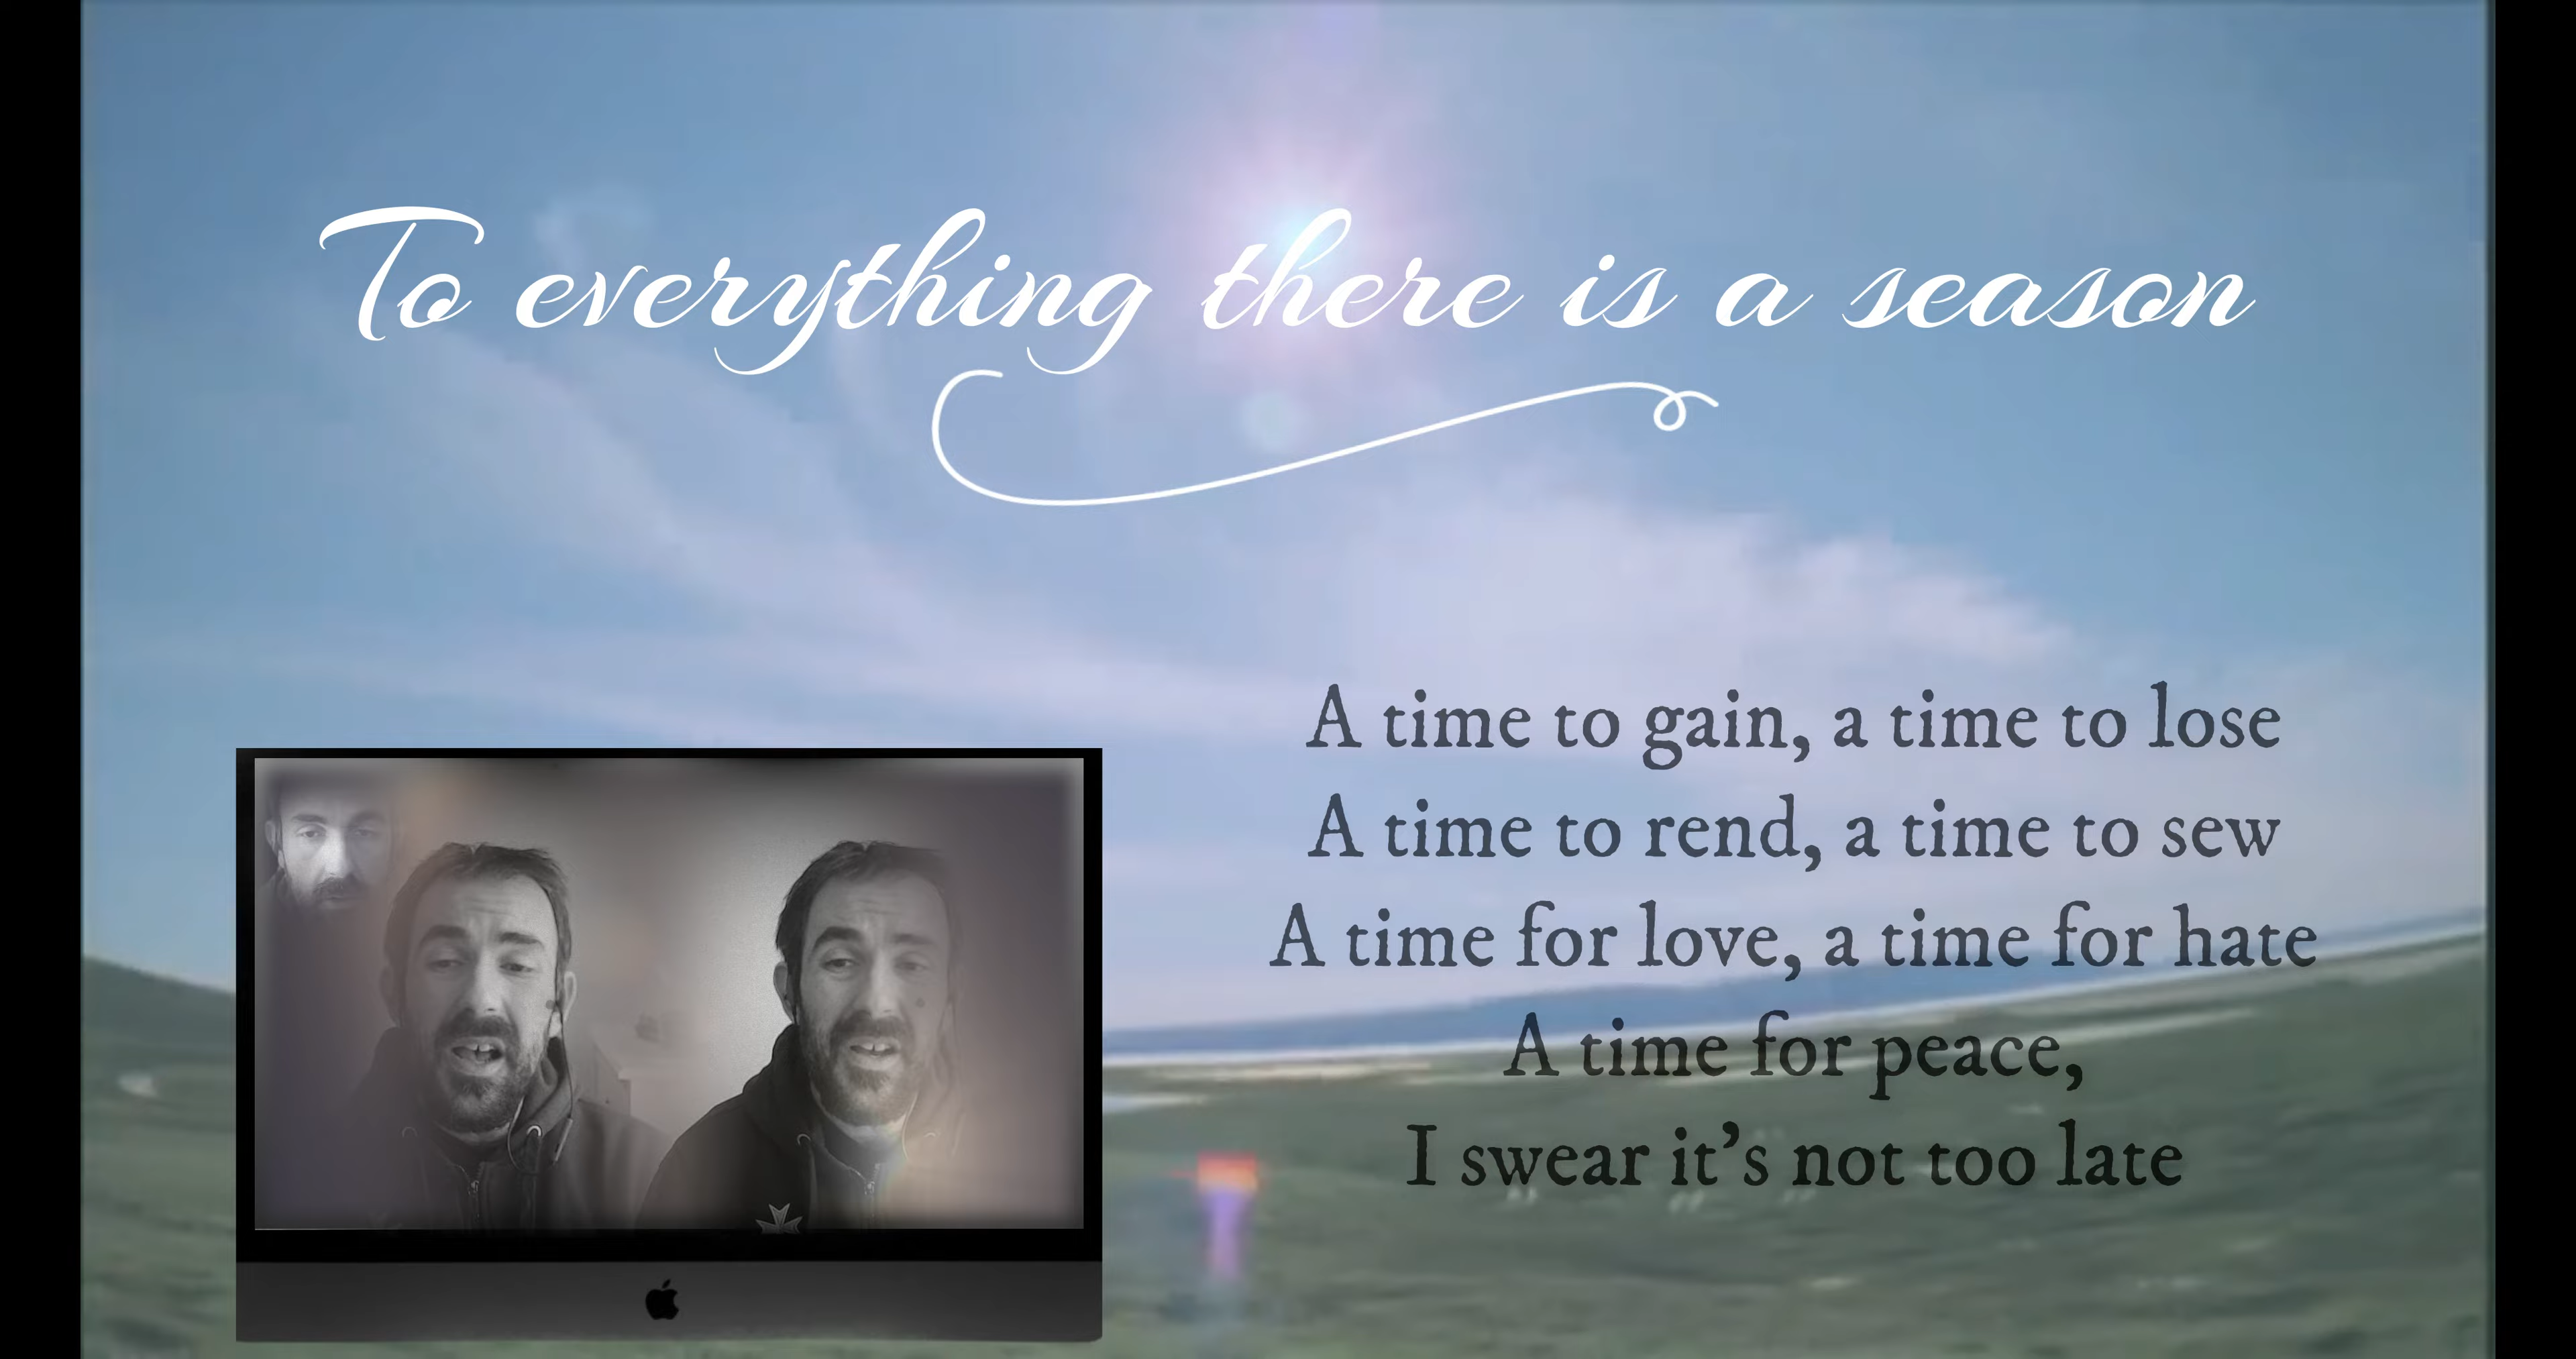 To everything there is a season
A time to gain, a time to lose
A time to rend, a time to sew
A time for love, a time for hate
A time for peace,
I swear it's not too late